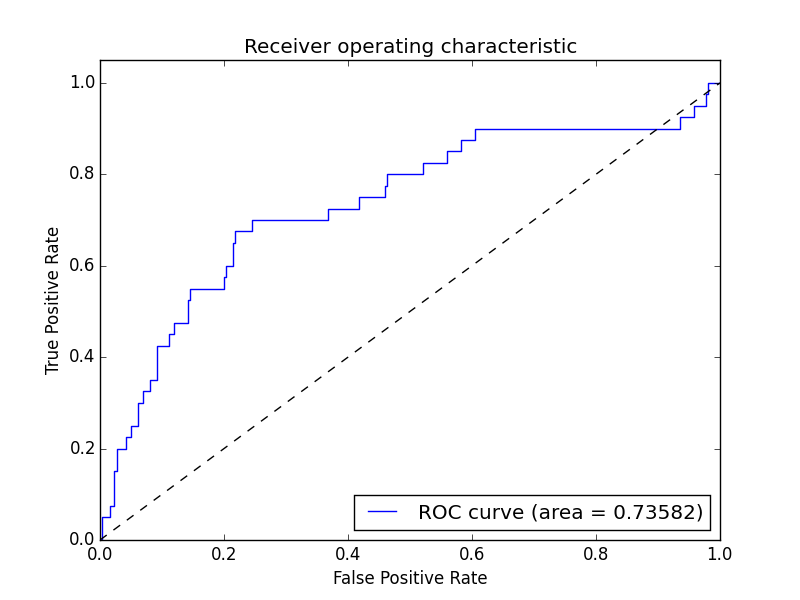 Receiver operating characteristic
1.0
0.8
0.6
0.4
0.2
0.0
True Positive Rate
ROC curve (area = 0.73582)
0.0 0.2 0.4 0.6 0.8 1.0
False Positive Rate